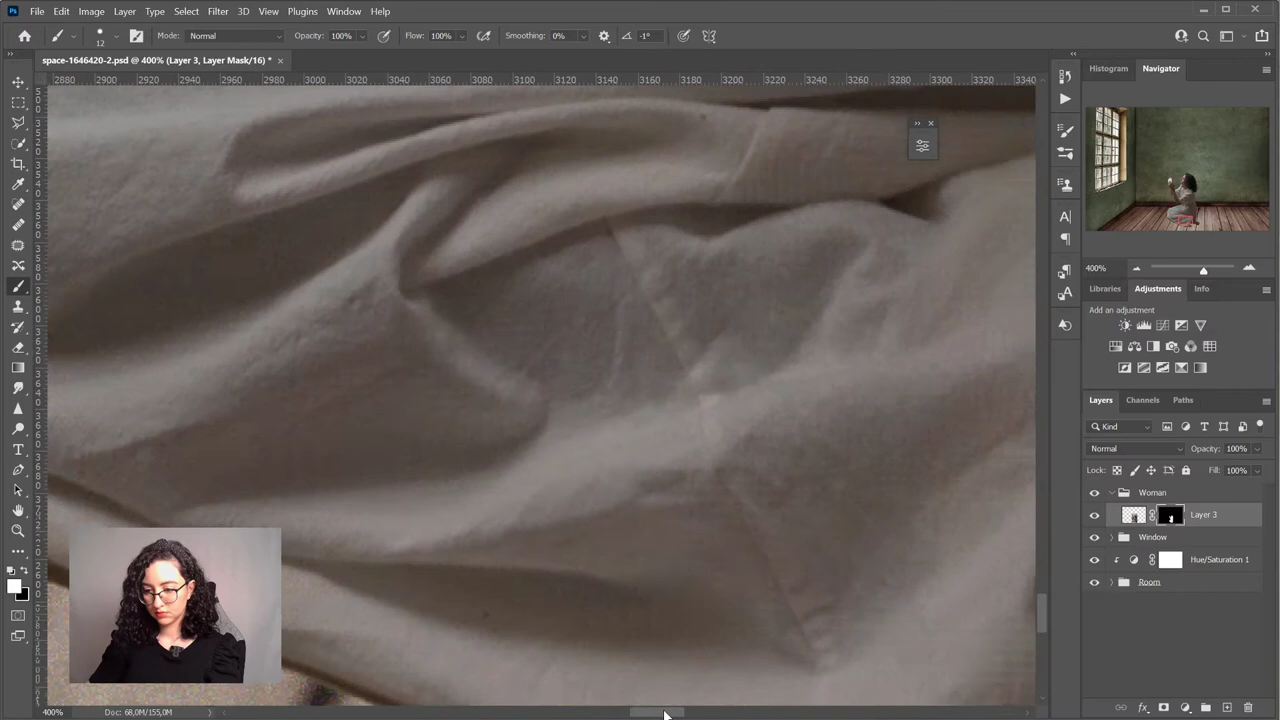 Ps File Edit Image Layer Type Select Filter 3D View Plugins Window Help
12 Mode: Normal Opacity: 100% Flow: 100% Smoothing: 0% -1°
space-1646420-2.psd @ 400% (Layer 3, Layer Mask/16) *
2880 2900 2920 2940 2960 2980 3000 3020 3040 3060 3080 3100 3120 3140 3160 3180 3200 3220 3240 3260 3280 3300 3320 3340
Histogram Navigator
400%
Libraries Adjustments Info
Add an adjustment
Layers Channels Paths
Kind
Normal Opacity: 100%
Lock: Fill: 100%
Woman
Layer 3
Window
Hue/Saturation 1
Room
400% Doc: 68,0M/155,0M